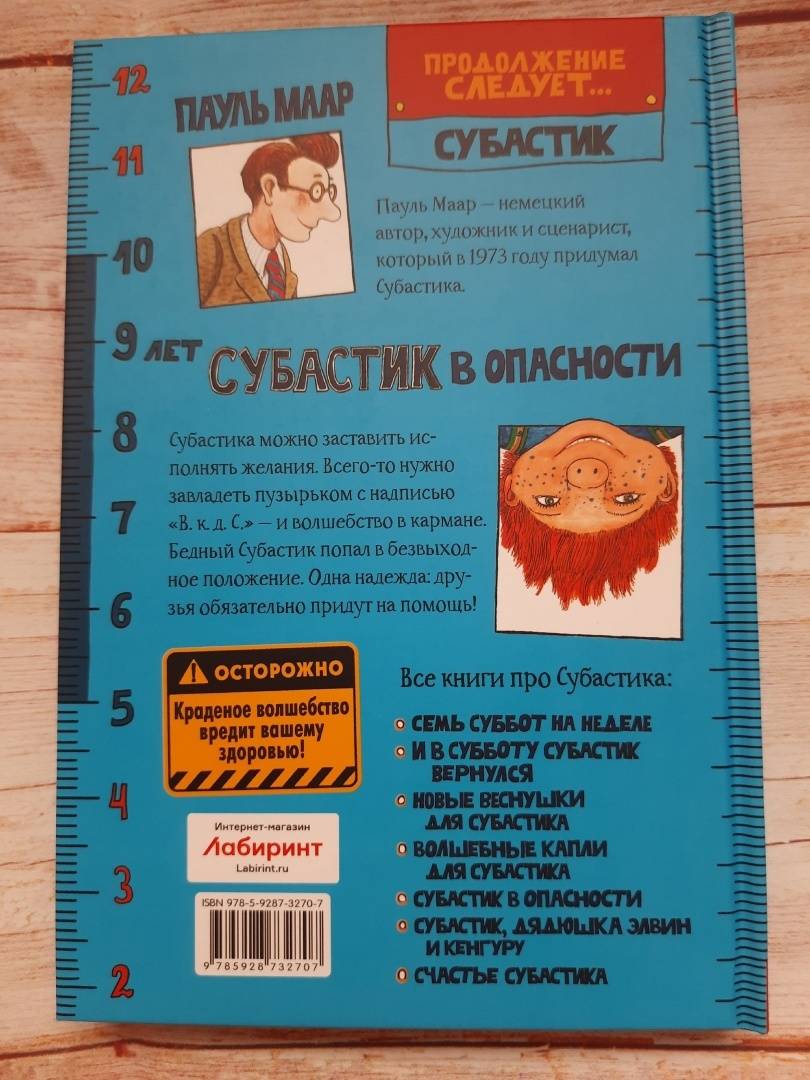 ПРОДОЛЖЕНИЕ
СЛЕДУЕТ...
СУБАСТИК
ПАУЛЬ МААР
Пауль Маар – немецкий
автор, художник и сценарист,
который в 1973 году придумал
Субастика.
12
11
10
9 ЛЕТ
8
7
6
5
4
3
2
СУБАСТИК В ОПАСНОСТИ
Субастика можно заставить ис-
полнять желания. Всего-то нужно
завладеть пузырьком с надписью
«В. к. д. С.» – и волшебство в кармане.
Бедный Субастик попал в безвыход-
ное положение. Одна надежда: дру-
зья обязательно придут на помощь!
ОСТОРОЖНО
Краденое волшебство
вредит вашему
здоровью!
Интернет-магазин
Лабиринт
Labirint.ru
ISBN 978-5-9287-3270-7
9 785928 732707
Все книги про Субастика:
СЕМЬ СУББОТ НА НЕДЕЛЕ
И В СУББОТУ СУБАСТИК
ВЕРНУЛСЯ
НОВЫЕ ВЕСНУШКИ
ДЛЯ СУБАСТИКА
ВОЛШЕБНЫЕ КАПЛИ
ДЛЯ СУБАСТИКА
СУБАСТИК В ОПАСНОСТИ
СУБАСТИК, ДЯДЮШКА ЭЛВИН
И КЕНГУРУ
СЧАСТЬЕ СУБАСТИКА